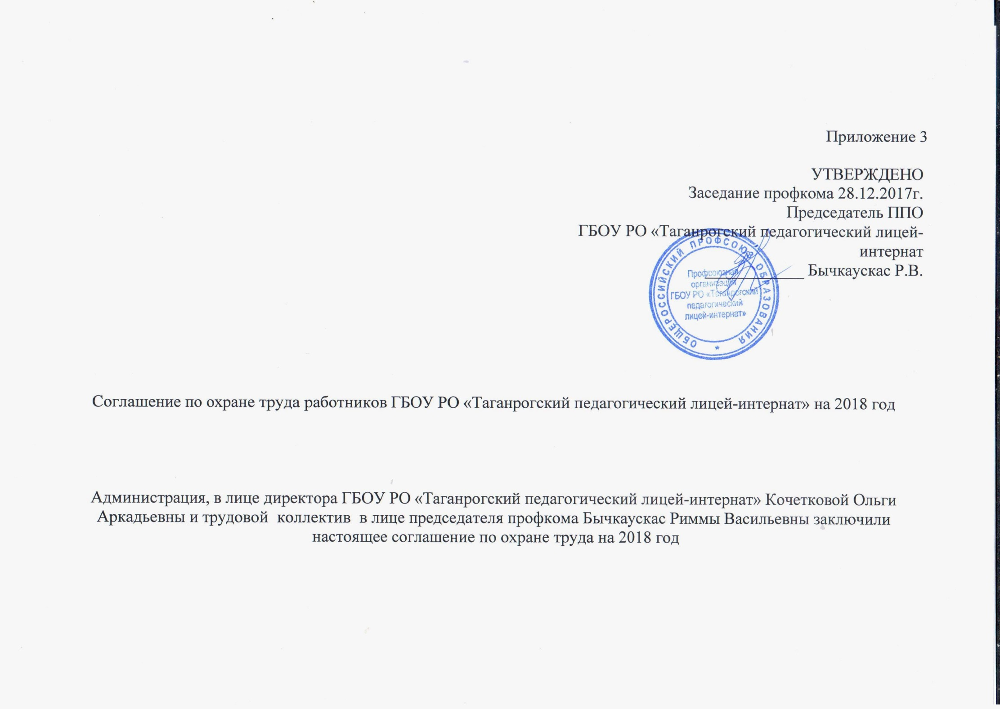 Приложение 3
УТВЕРЖДЕНО
Заседание профкома 28.12.2017г.
Председатель ППО
ГБОУ РО «Таганрогский педагогический лицей-
интернат
Бычкаускас Р.В.
ОБЩЕРОССИЙСКИЙ ПРОФСОЮЗ ОБРАЗОВАНИЯ *
Профсоюзная
организация
ГБОУ РО «Таганрогский
педагогический
лицей-интернат»
Соглашение по охране труда работников ГБОУ РО «Таганрогский педагогический лицей-интернат» на 2018 год
Администрация, в лице директора ГБОУ РО «Таганрогский педагогический лицей-интернат» Кочетковой Ольги
Аркадьевны и трудовой коллектив в лице председателя профкома Бычкаускас Риммы Васильевны заключили
настоящее соглашение по охране труда на 2018 год